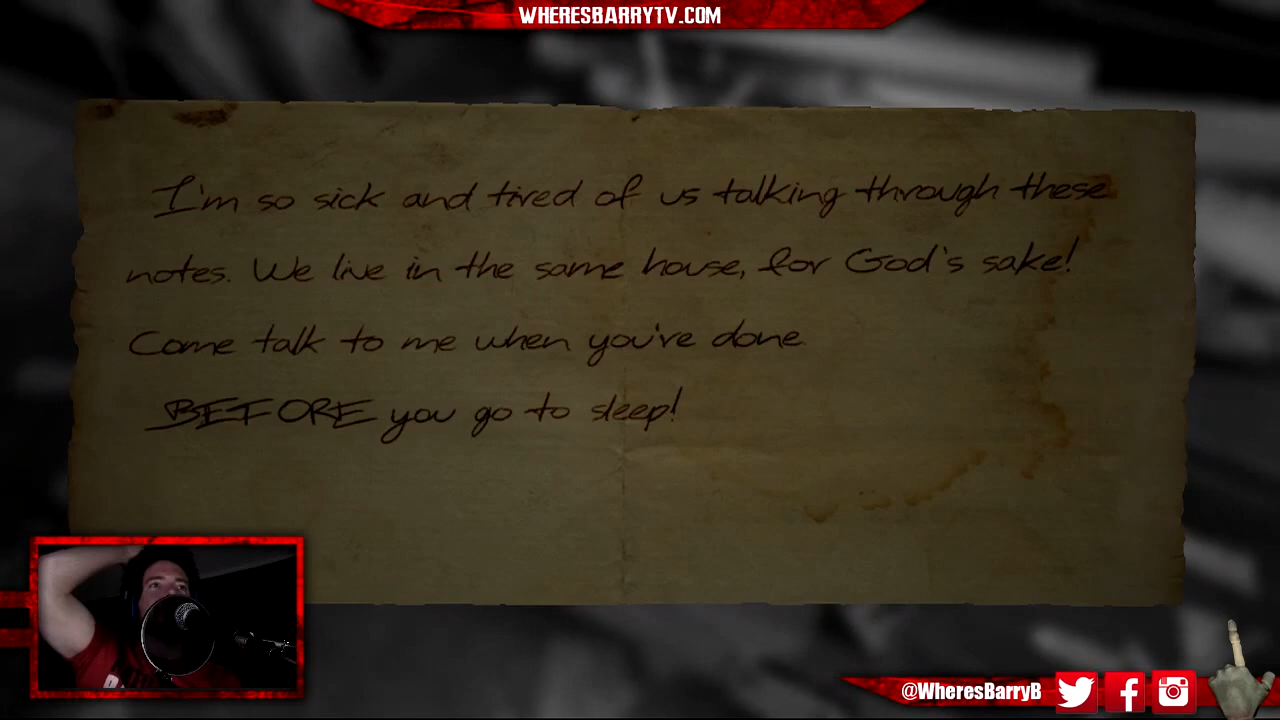 WHERESBARRYTV.COM
I'm so sick and tired of us talking through these
notes. We live in the same house, for God's sake!
Come talk to me when you're done.
BEFORE you go to sleep!
@WheresBarryB